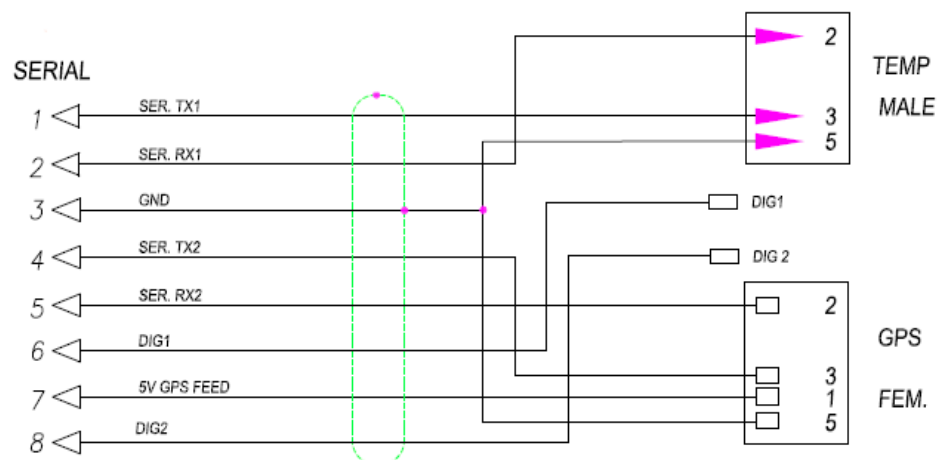 SERIAL
1 SER. TX1
2 SER. RX1
3 GND
4 SER. TX2
5 SER. RX2
6 DIG1
7 5V GPS FEED
8 DIG2
2
3
5
TEMP
MALE
DIG1
DIG 2
2
3
1
5
GPS
FEM.